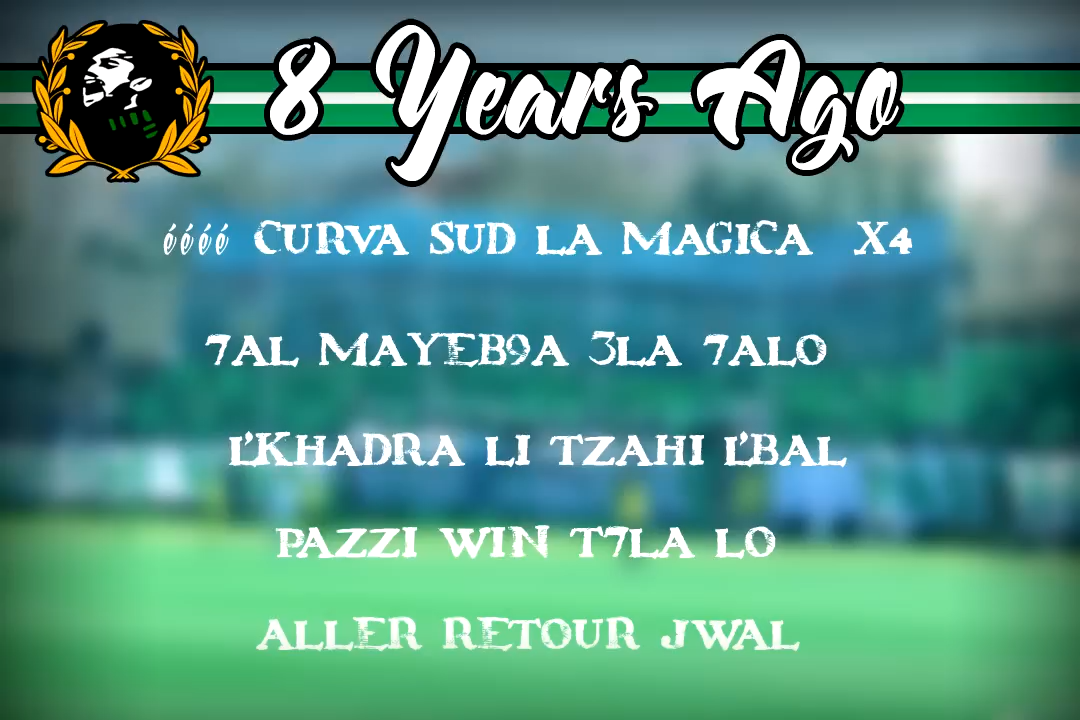 8 Years Ago
éééé CURVA SUD LA MAGICA X4
7AL MAYEB9A 3LA 7ALO
L'KHADRA LI TZAHI L'BAL
PAZZI WIN T7LA LO
ALLER RETOUR JWAL